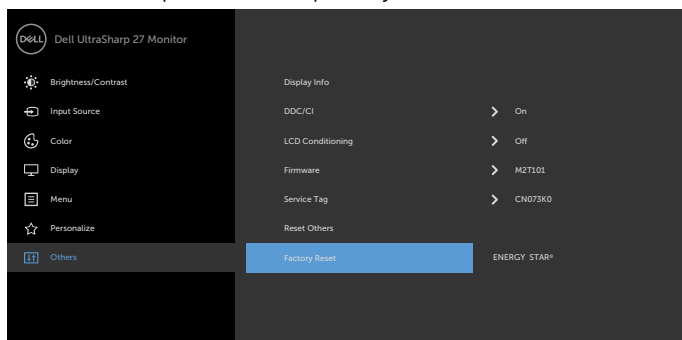 DELL Dell UltraSharp 27 Monitor
Brightness/Contrast
Display Info
Input Source
DDC/CI On
Color
LCD Conditioning Off
Display
Firmware M2T101
Menu
Service Tag CN073K0
Personalize
Reset Others
Others
Factory Reset ENERGY STAR®